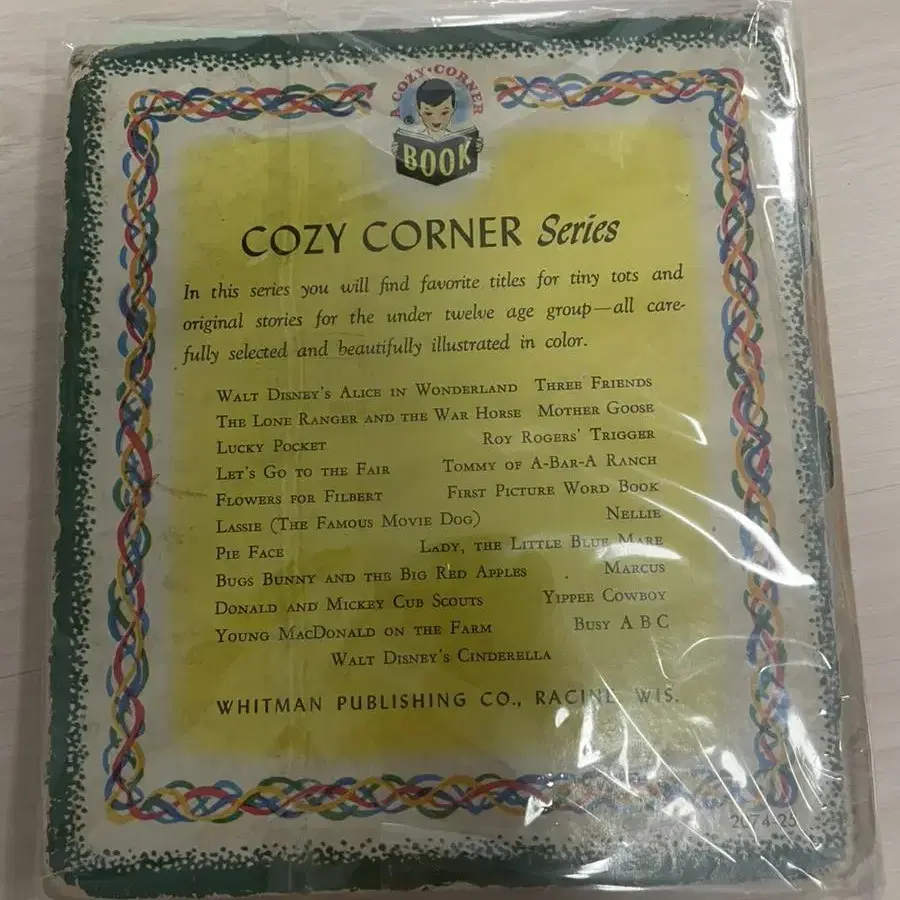 A COZY·CORNER
BOOK
COZY CORNER Series
In this series you will find favorite titles for tiny tots and
original stories for the under twelve age group—all care-
fully selected and beautifully illustrated in color.
WALT DISNEY'S ALICE IN WONDERLAND THREE FRIENDS
THE LONE RANGER AND THE WAR HORSE MOTHER GOOSE
LUCKY POCKET ROY ROGERS' TRIGGER
LET'S GO TO THE FAIR TOMMY OF A-BAR-A RANCH
FLOWERS FOR FILBERT FIRST PICTURE WORD BOOK
LASSIE (THE FAMOUS MOVIE DOG) NELLIE
PIE FACE LADY, THE LITTLE BLUE MARE
BUGS BUNNY AND THE BIG RED APPLES MARCUS
DONALD AND MICKEY CUB SCOUTS YIPPEE COWBOY
YOUNG MACDONALD ON THE FARM BUSY A B C
WALT DISNEY'S CINDERELLA
WHITMAN PUBLISHING CO., RACINE, WIS.
2074-25